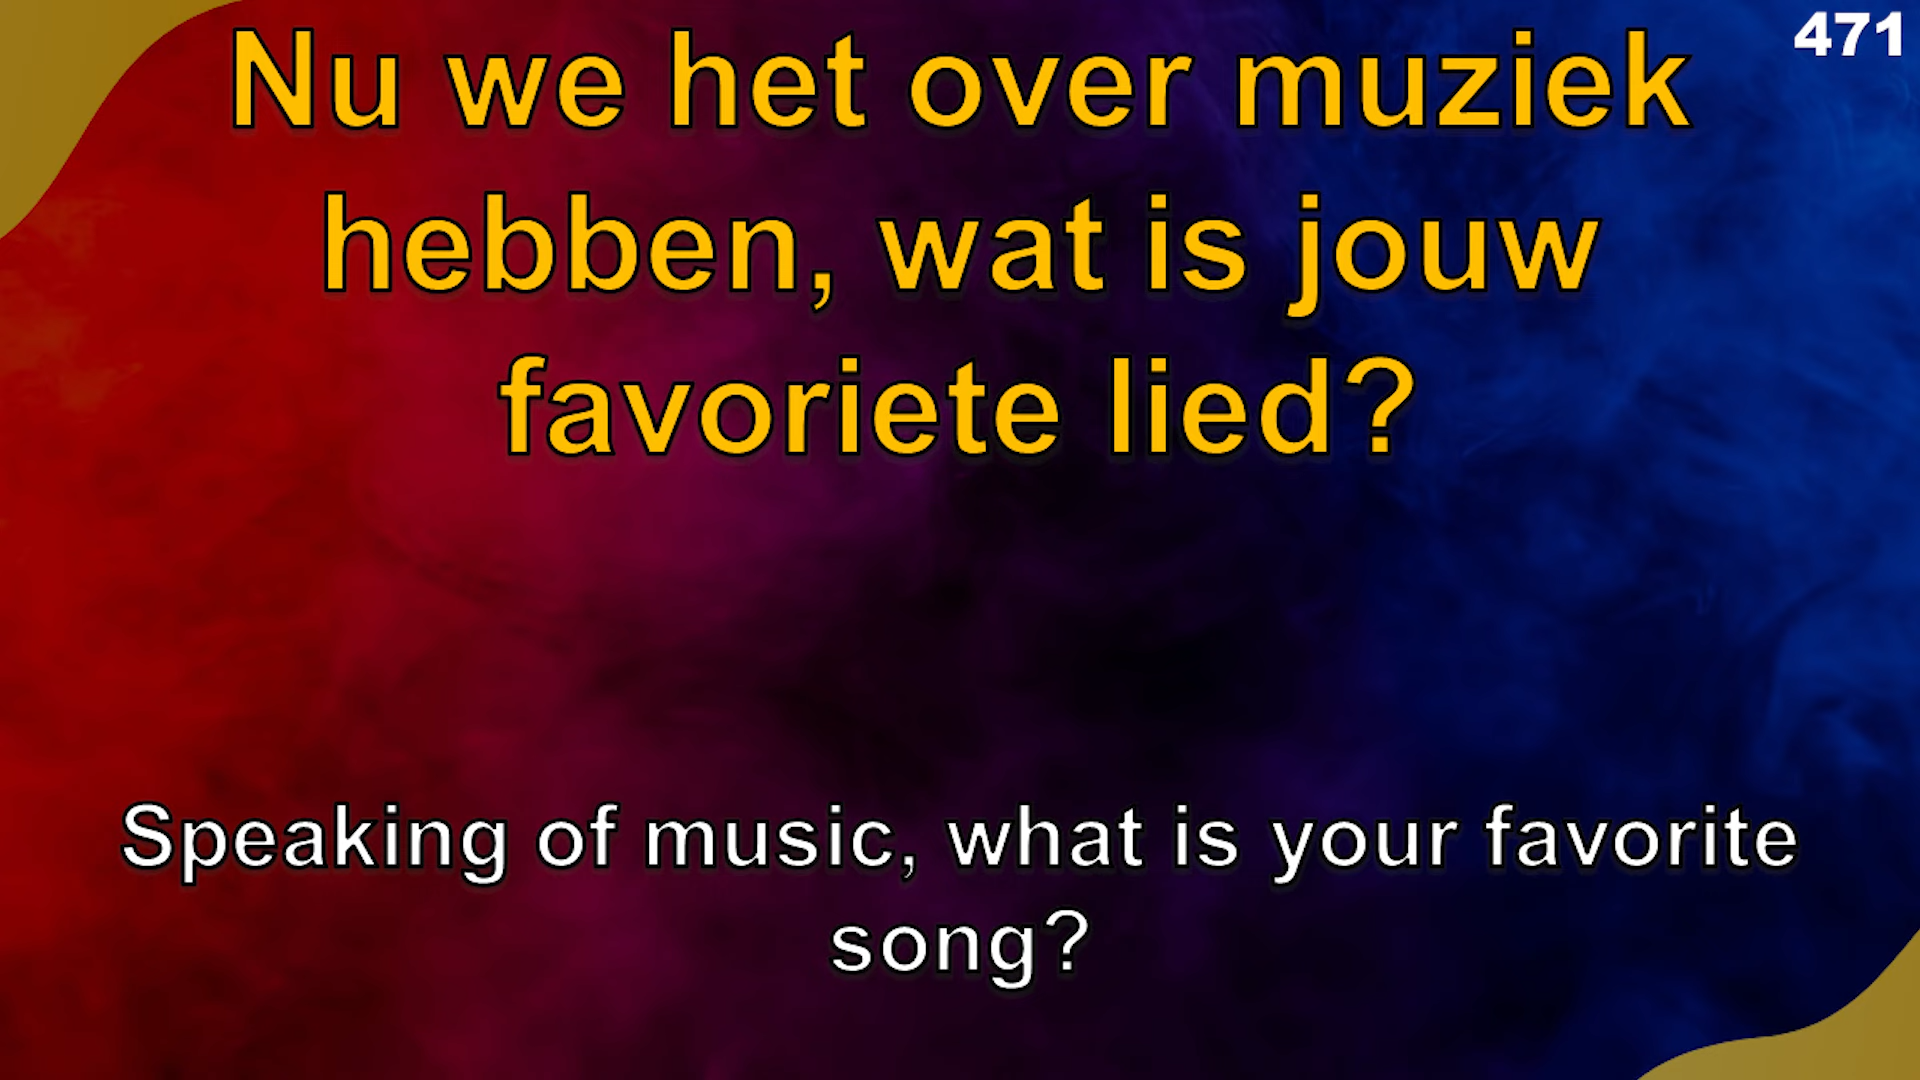 471
Nu we het over muziek
hebben, wat is jouw
favoriete lied?
Speaking of music, what is your favorite
song?